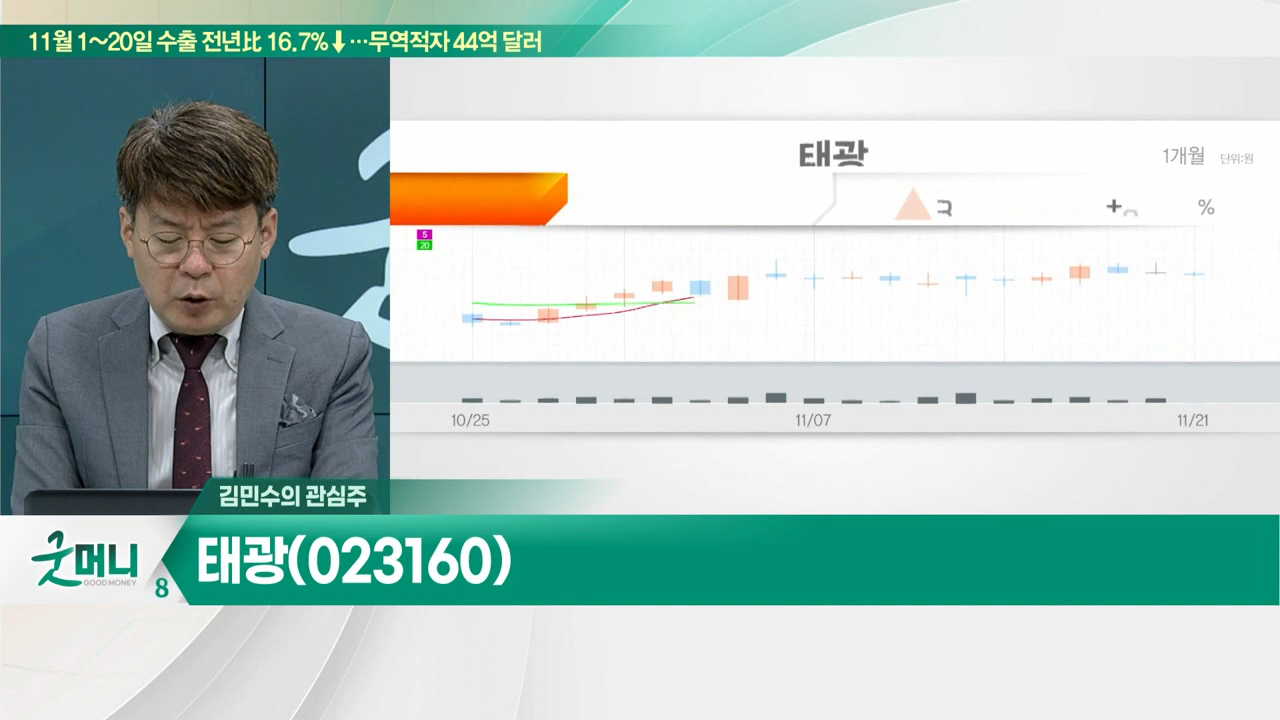 11월 1~20일 수출 전년比 16.7%⬇…무역적자 44억 달러
태광
1개월 단위:원
+ %
5
20
10/25 11/07 11/21
김민수의 관심주
굿머니
GOOD MONEY
8
태광(023160)